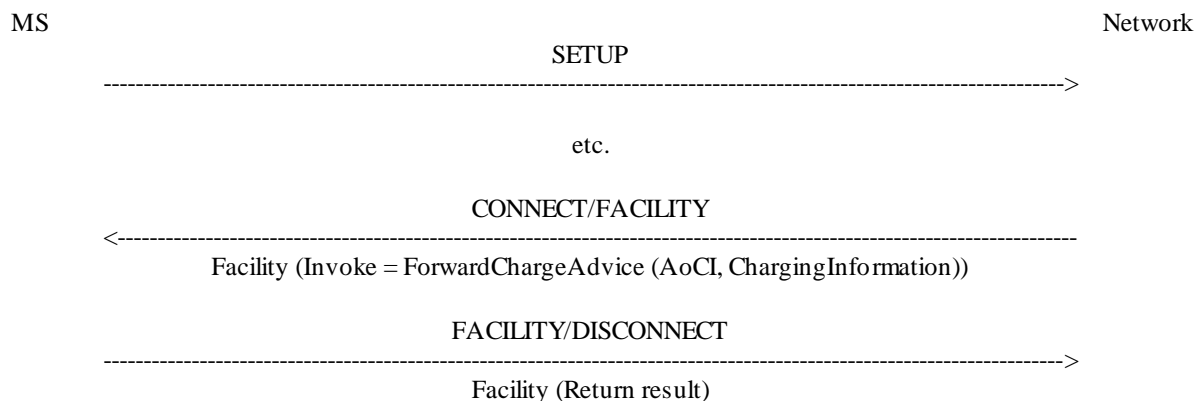 MS Network
SETUP
------------------------------------------------------------------------------------------------------------------------>
etc.
CONNECT/FACILITY
<------------------------------------------------------------------------------------------------------------------------
Facility (Invoke = ForwardChargeAdvice (AoCI, ChargingInformation))
FACILITY/DISCONNECT
------------------------------------------------------------------------------------------------------------------------>
Facility (Return result)